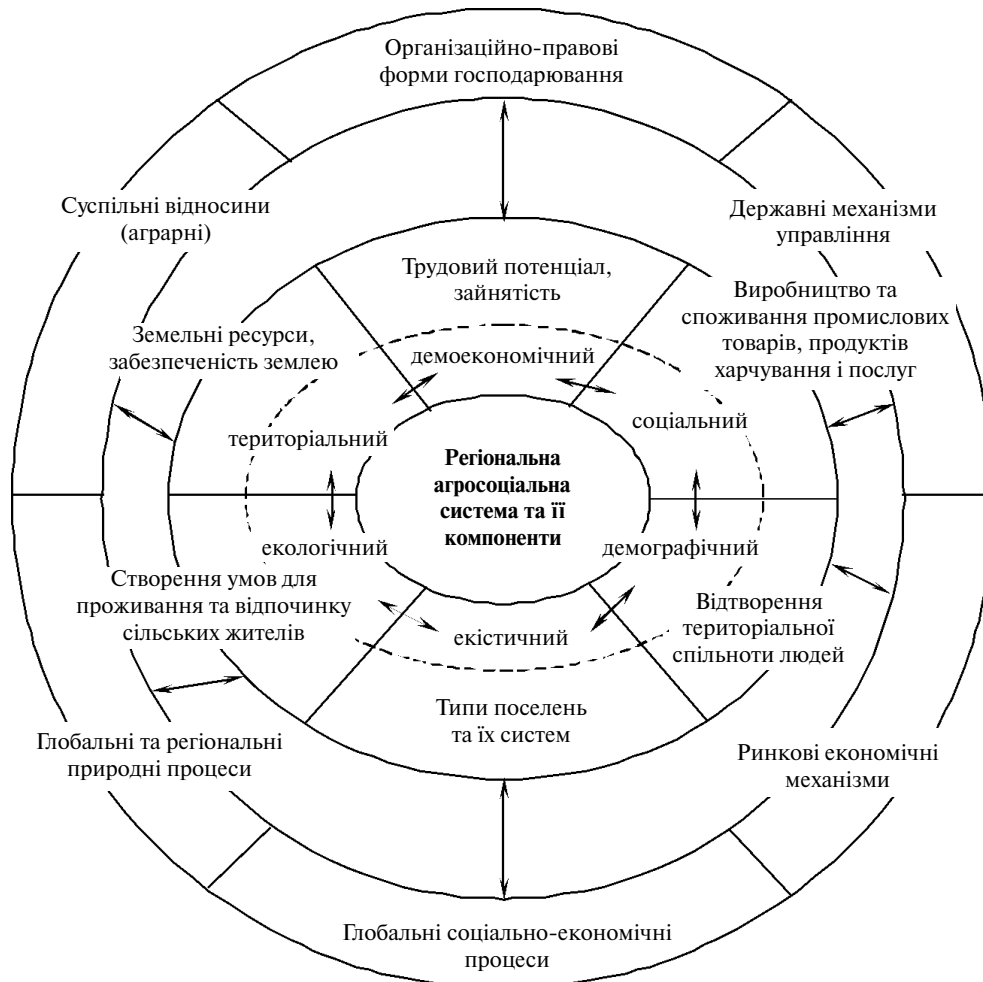 Організаційно-правові
форми господарювання
Суспільні відносини
(аграрні)
Державні механізми
управління
Трудовий потенціал,
зайнятість
Виробництво та
споживання промислових
товарів, продуктів
харчування і послуг
Земельні ресурси,
забезпеченість землею
демоекономічний
територіальний
соціальний
Регіональна
агросоціальна
система та її
компоненти
екологічний
демографічний
Створення умов для
проживання та відпочинку
сільських жителів
екістичний
Відтворення
територіальної
спільноти людей
Типи поселень
та їх систем
Глобальні та регіональні
природні процеси
Ринкові економічні
механізми
Глобальні соціально-економічні
процеси